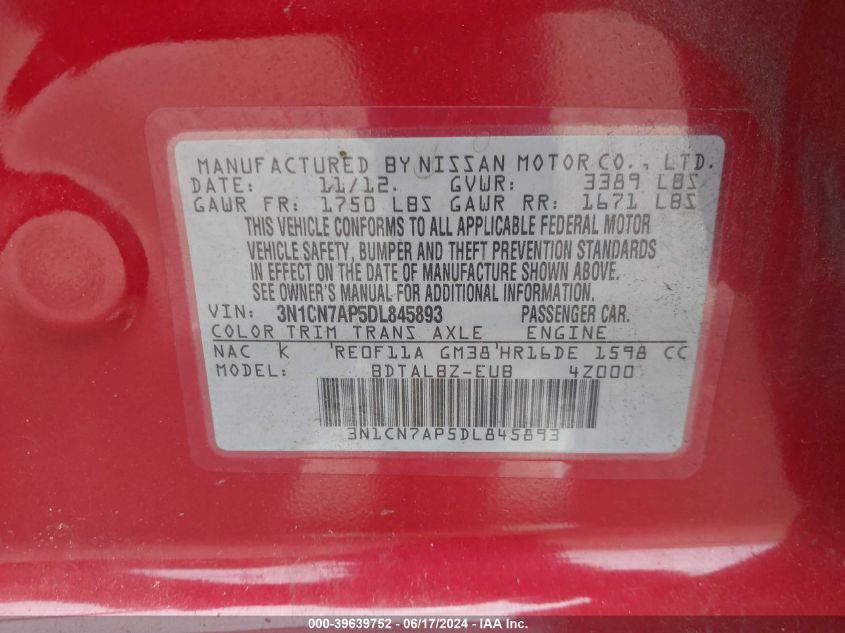 MANUFACTURED BY NISSAN MOTOR CO., LTD.
DATE: 11/12. GVWR: 3389 LBS
GAWR FR: 1750 LBS GAWR RR: 1671 LBS
THIS VEHICLE CONFORMS TO ALL APPLICABLE FEDERAL MOTOR
VEHICLE SAFETY, BUMPER AND THEFT PREVENTION STANDARDS
IN EFFECT ON THE DATE OF MANUFACTURE SHOWN ABOVE.
SEE OWNER'S MANUAL FOR ADDITIONAL INFORMATION.
VIN: 3N1CN7AP5DL845893 PASSENGER CAR.
COLOR TRIM TRANS AXLE ENGINE
NAC K RE0F11A GM38 HR16DE 1598 CC
MODEL: BDTALBZ-EUB 4Z000
3N1CN7AP5DL845893
000-39639752 - 06/17/2024 - IAA, Inc.